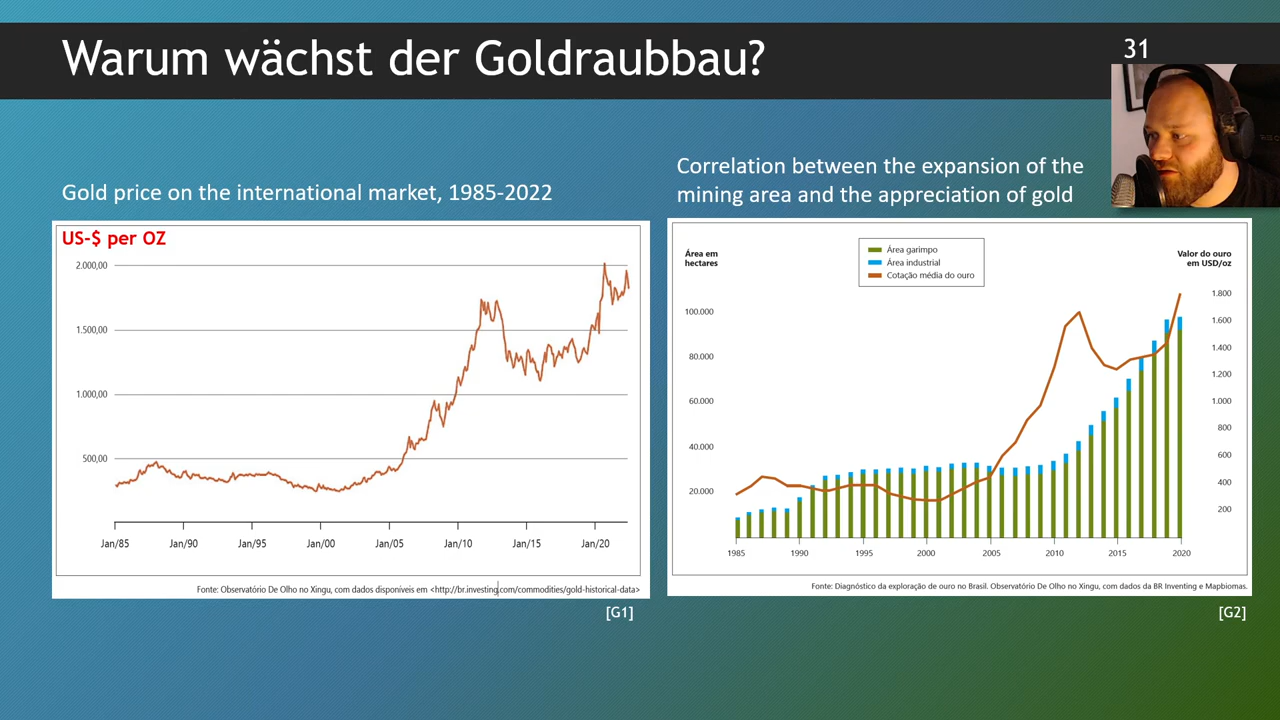 Warum wächst der Goldraubbau?
31
Gold price on the international market, 1985-2022
US-$ per OZ
2.000,00
1.500,00
1.000,00
500,00
Jan/85 Jan/90 Jan/95 Jan/00 Jan/05 Jan/10 Jan/15 Jan/20
Fonte: Observatório De Olho no Xingu, com dados disponíveis em <http://br.investing.com/commodities/gold-historical-data>
[G1]
Correlation between the expansion of the
mining area and the appreciation of gold
Área em
hectares
Área garimpo
Área industrial
Cotação média do ouro
Valor do ouro
em USD/oz
100.000
80.000
60.000
40.000
20.000
1.800
1.600
1.400
1.200
1.000
800
600
400
200
1985 1990 1995 2000 2005 2010 2015 2020
Fonte: Diagnóstico da exploração de ouro no Brasil. Observatório De Olho no Xingu, com dados da BR Inventing e Mapbiomas.
[G2]